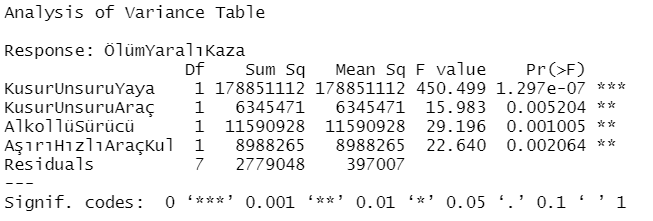 Analysis of Variance Table
Response: ÖlümYaralıKaza
Df Sum Sq Mean Sq F value Pr(>F)
KusurUnsuruYaya 1 178851112 178851112 450.499 1.297e-07 ***
KusurUnsuruAraç 1 6345471 6345471 15.983 0.005204 **
AlkollüSürücü 1 11590928 11590928 29.196 0.001005 **
AşırıHızlıAraçKul 1 8988265 8988265 22.640 0.002064 **
Residuals 7 2779048 397007
---
Signif. codes: 0 ‘***’ 0.001 ‘**’ 0.01 ‘*’ 0.05 ‘.’ 0.1 ‘ ’ 1